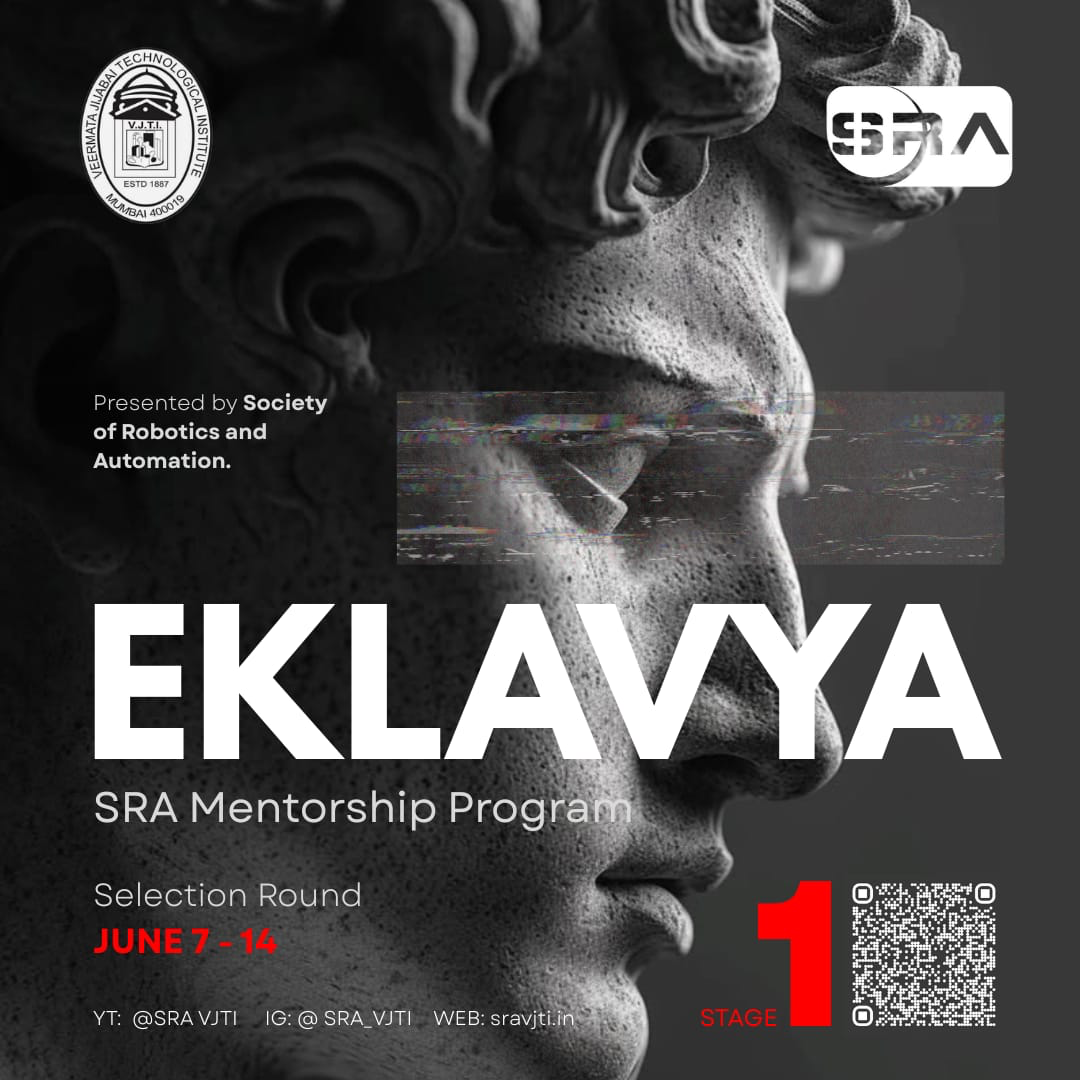 VEERMATA JIJABAI TECHNOLOGICAL INSTITUTE
V.J.T.I.
ESTD 1887
MUMBAI 400019
SRA
Presented by Society
of Robotics and
Automation.
EKLAVYA
SRA Mentorship Program
Selection Round
JUNE 7 - 14
STAGE 1
YT: @SRA VJTI IG: @ SRA_VJTI WEB: sravjti.in